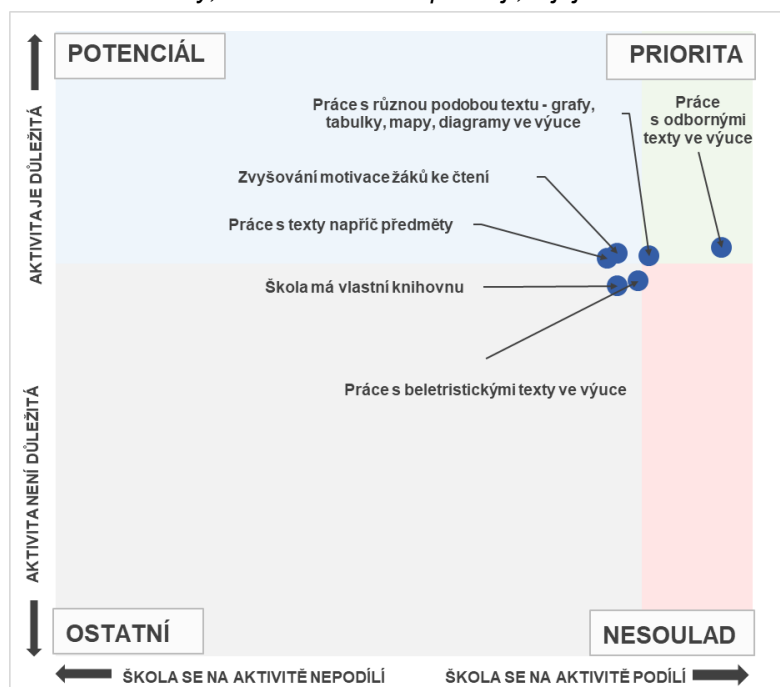 POTENCIÁL
PRIORITA
Práce s různou podobou textu - grafy,
tabulky, mapy, diagramy ve výuce
Práce
s odbornými
texty ve výuce
Zvyšování motivace žáků ke čtení
Práce s texty napříč předměty
Škola má vlastní knihovnu
Práce s beletristickými texty ve výuce
AKTIVITA JE DŮLEŽITÁ
AKTIVITA NENÍ DŮLEŽITÁ
OSTATNÍ
NESOULAD
ŠKOLA SE NA AKTIVITĚ NEPODÍLÍ
ŠKOLA SE NA AKTIVITĚ PODÍLÍ